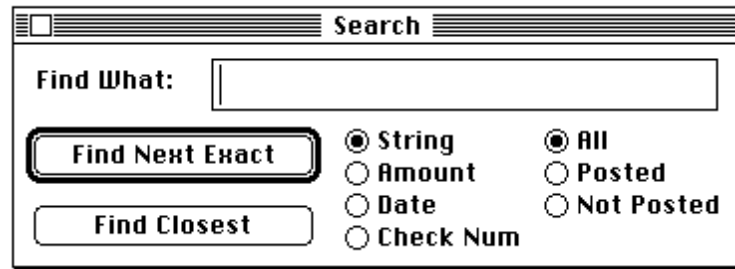 Search
Find What:
Find Next Exact
String
All
Amount
Posted
Date
Not Posted
Find Closest
Check Num